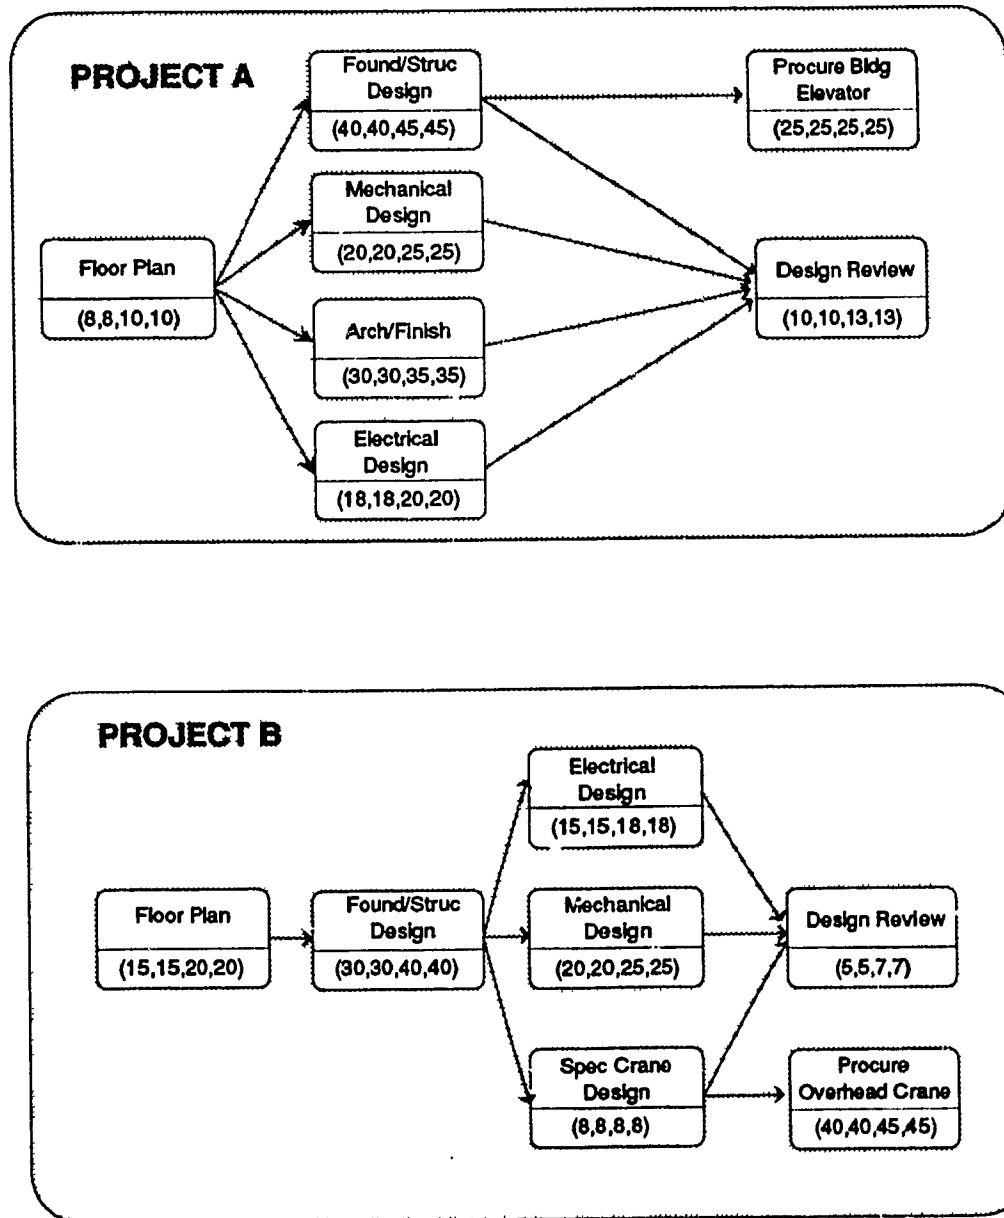 PROJECT A
Found/Struc
Design
(40,40,45,45)
Procure Bldg
Elevator
(25,25,25,25)
Mechanical
Design
(20,20,25,25)
Floor Plan
(8,8,10,10)
Design Review
(10,10,13,13)
Arch/Finish
(30,30,35,35)
Electrical
Design
(18,18,20,20)
PROJECT B
Electrical
Design
(15,15,18,18)
Floor Plan
(15,15,20,20)
Found/Struc
Design
(30,30,40,40)
Mechanical
Design
(20,20,25,25)
Design Review
(5,5,7,7)
Spec Crane
Design
(8,8,8,8)
Procure
Overhead Crane
(40,40,45,45)